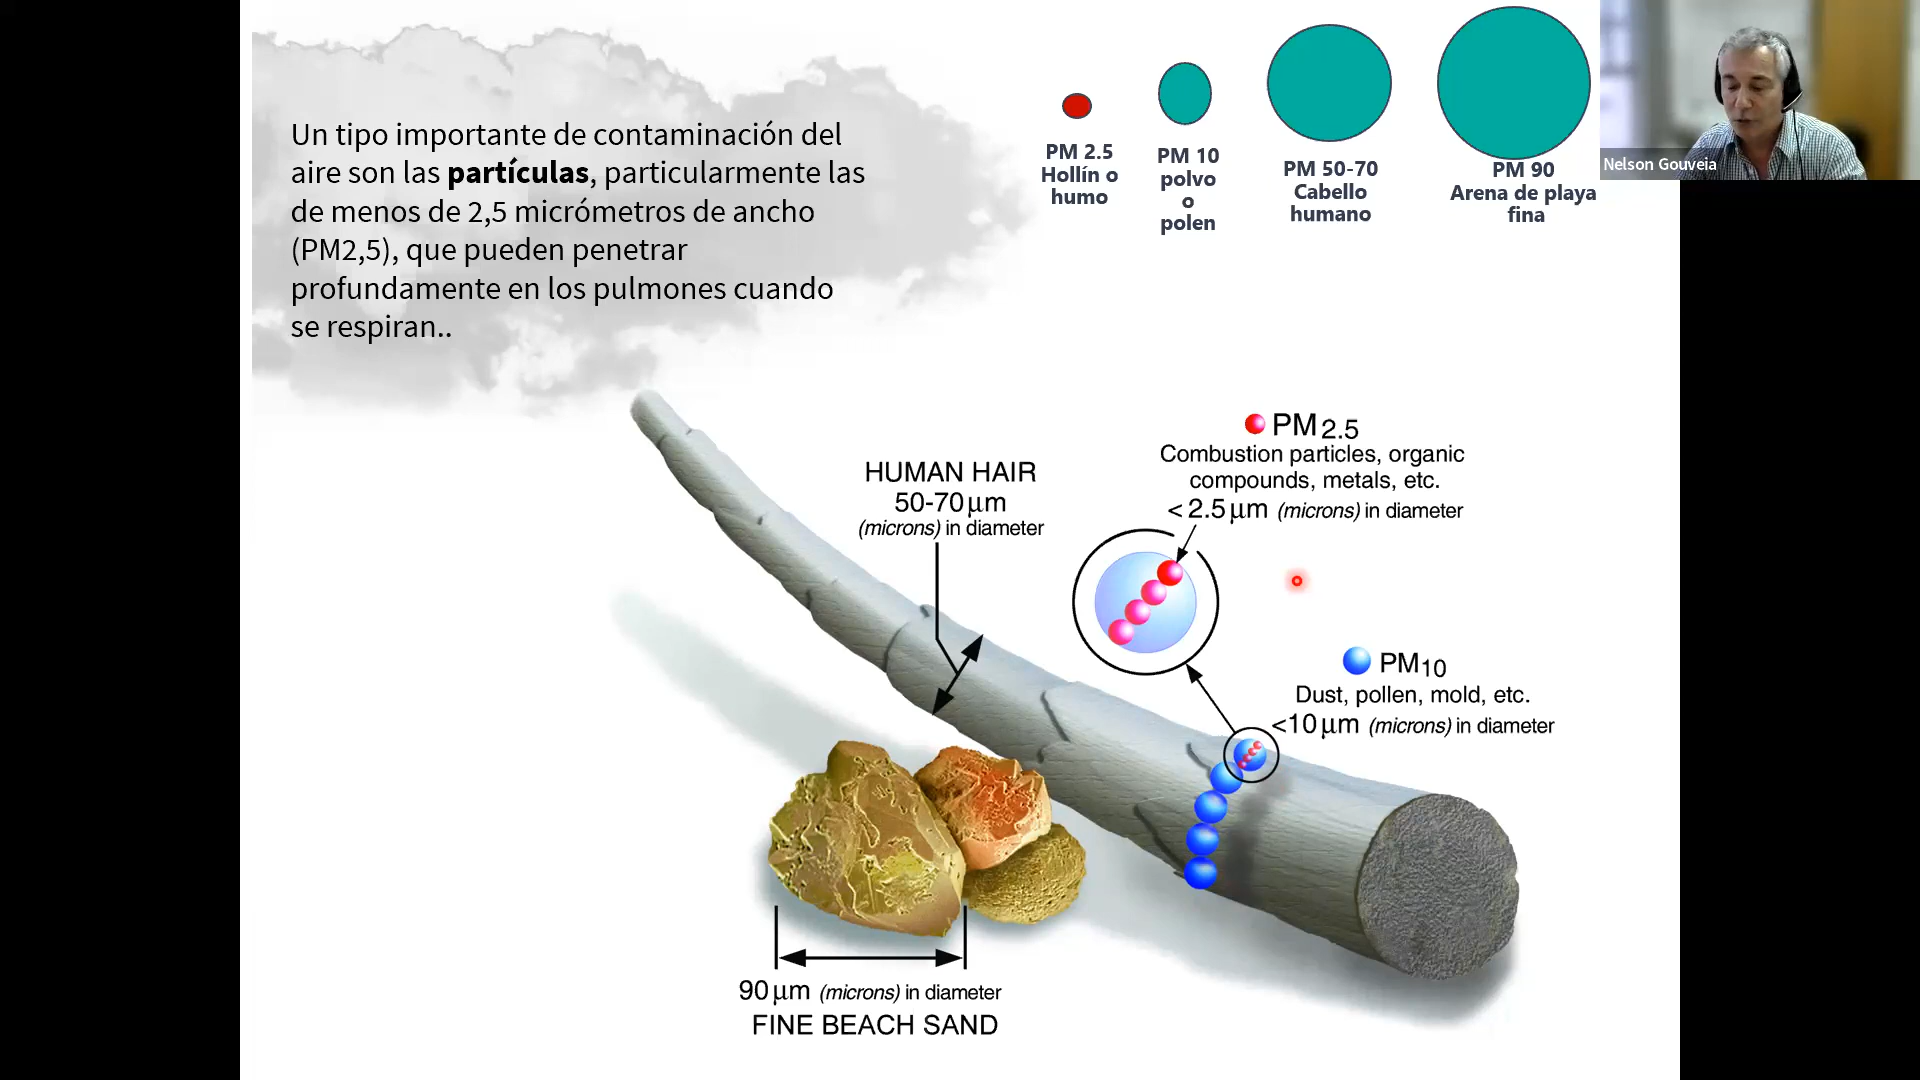 Un tipo importante de contaminación del
aire son las partículas, particularmente las
de menos de 2,5 micrómetros de ancho
(PM2,5), que pueden penetrar
profundamente en los pulmones cuando
se respiran..
PM 2.5
Hollín o
humo
PM 10
polvo
o
polen
PM 50-70
Cabello
humano
PM 90
Arena de playa
fina
Nelson Gouveia
HUMAN HAIR
50-70 µm
(microns) in diameter
PM2.5
Combustion particles, organic
compounds, metals, etc.
< 2.5 µm (microns) in diameter
PM10
Dust, pollen, mold, etc.
<10 µm (microns) in diameter
90 µm (microns) in diameter
FINE BEACH SAND